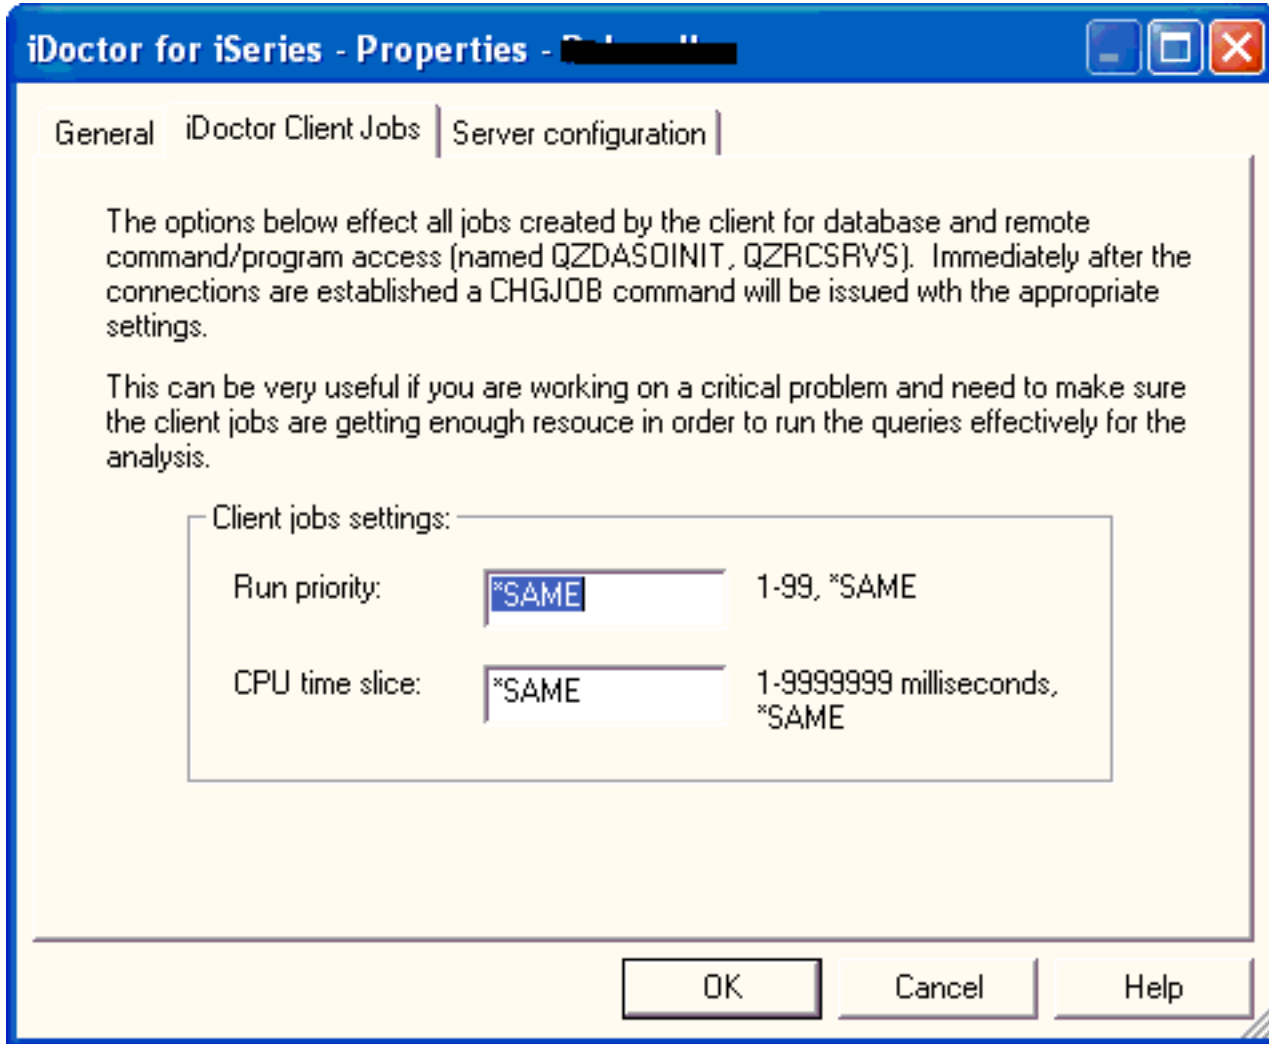 iDoctor for iSeries - Properties -
General
iDoctor Client Jobs
Server configuration
The options below effect all jobs created by the client for database and remote
command/program access (named QZDASOINIT, QZRCSRVS).  Immediately after the
connections are established a CHGJOB command will be issued wth the appropriate
settings.
This can be very useful if you are working on a critical problem and need to make sure
the client jobs are getting enough resouce in order to run the queries effectively for the
analysis.
Client jobs settings:
Run priority:
*SAME
1-99, *SAME
CPU time slice:
*SAME
1-9999999 milliseconds,
*SAME
OK
Cancel
Help